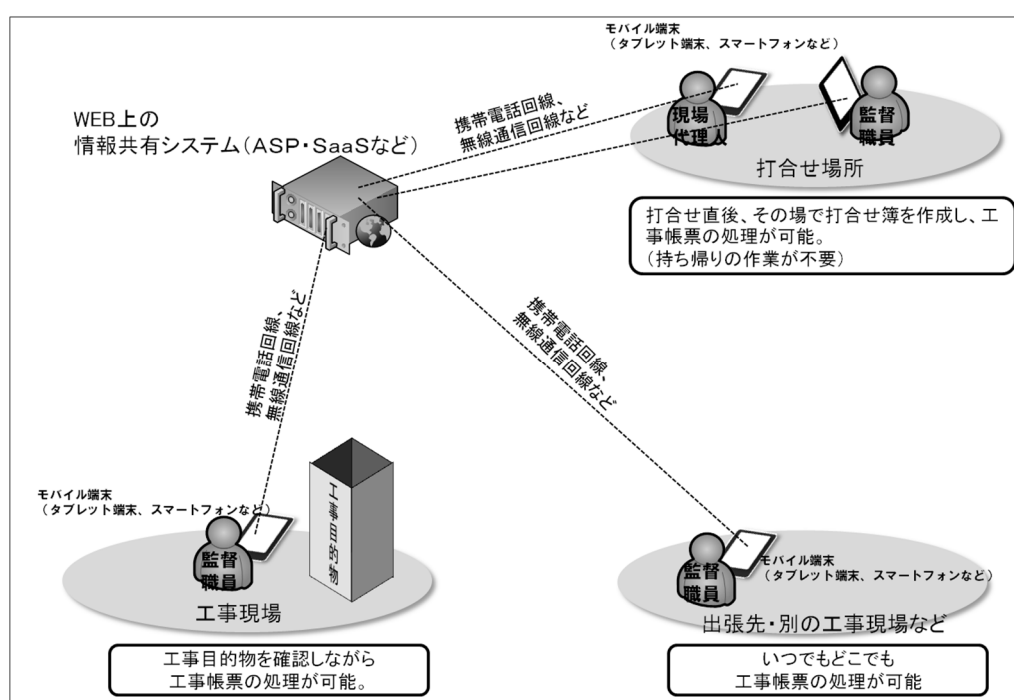 モバイル端末
（タブレット端末、スマートフォンなど）
WEB上の
情報共有システム（ASP・SaaSなど）
携帯電話回線、
無線通信回線など
現場
代理人
監督
職員
打合せ場所
打合せ直後、その場で打合せ簿を作成し、工
事帳票の処理が可能。
（持ち帰りの作業が不要）
携帯電話回線、
無線通信回線など
携帯電話回線、
無線通信回線など
モバイル端末
（タブレット端末、スマートフォンなど）
工事目的物
監督
職員
工事現場
工事目的物を確認しながら
工事帳票の処理が可能。
モバイル端末
（タブレット端末、スマートフォンなど）
監督
職員
出張先・別の工事現場など
いつでもどこでも
工事帳票の処理が可能